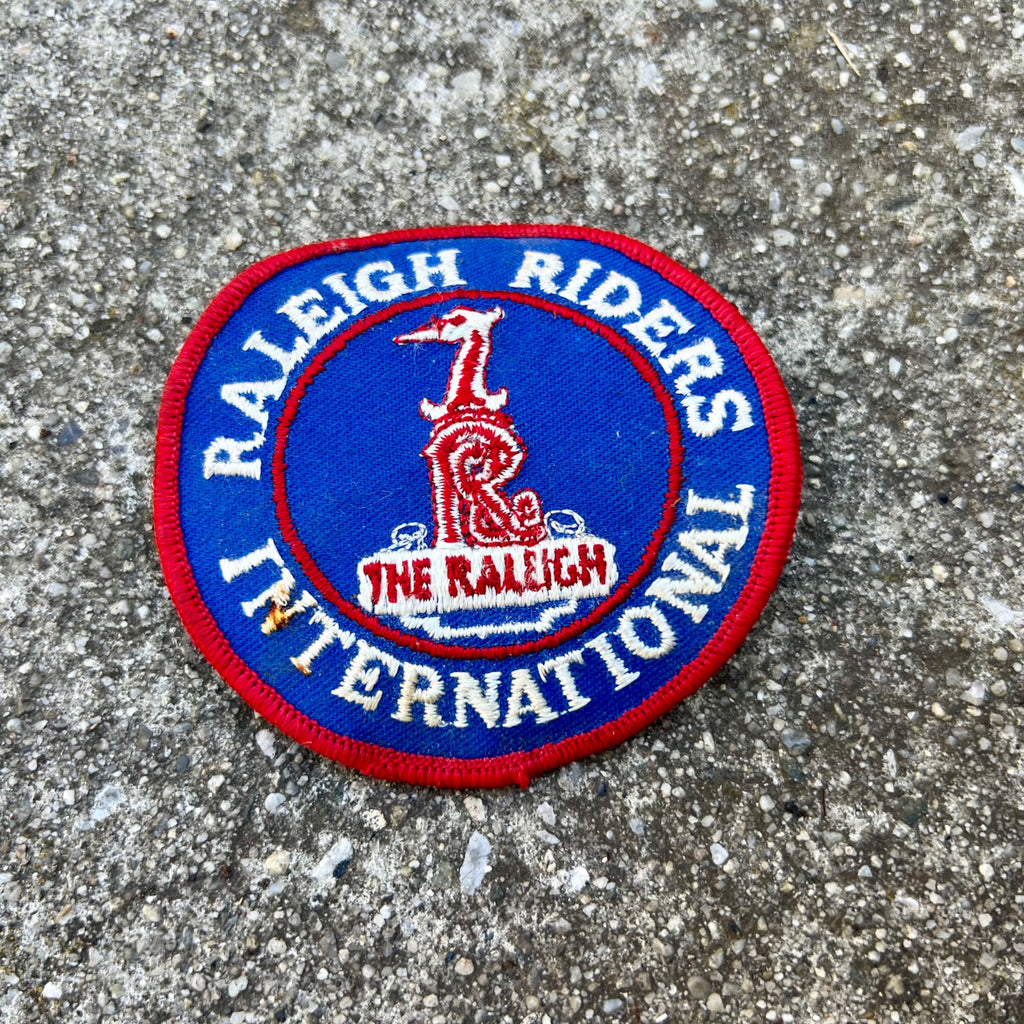 RALEIGH RIDERS
R
THE RALEIGH
INTERNATIONAL